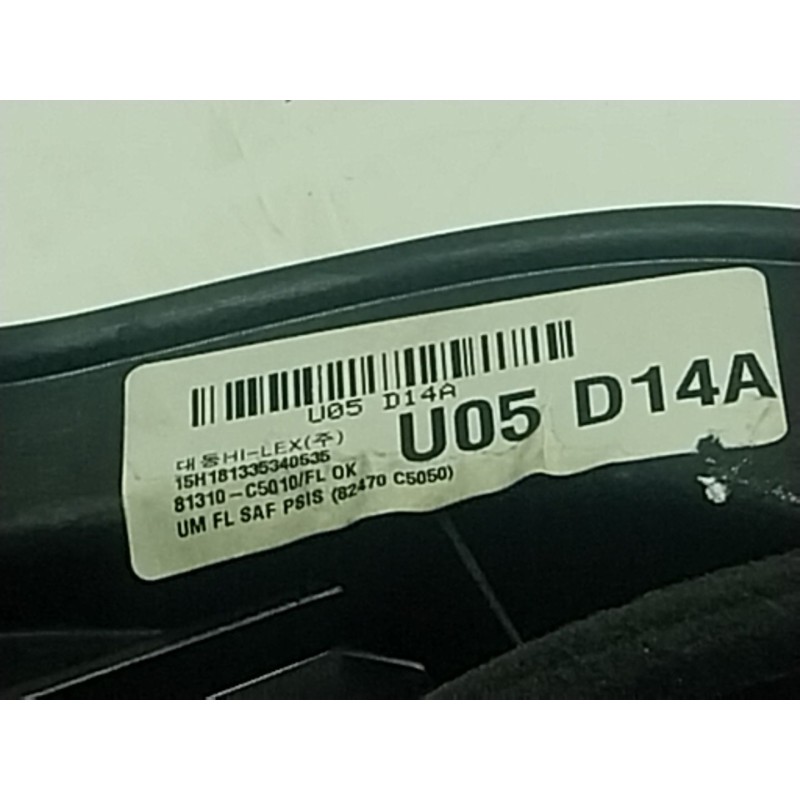 U05 D14A
U05 D14A
대동HI-LEX(주)
15H181335340535
81310-C5010/FL OK
UM FL SAF PSIS (82470 C5050)